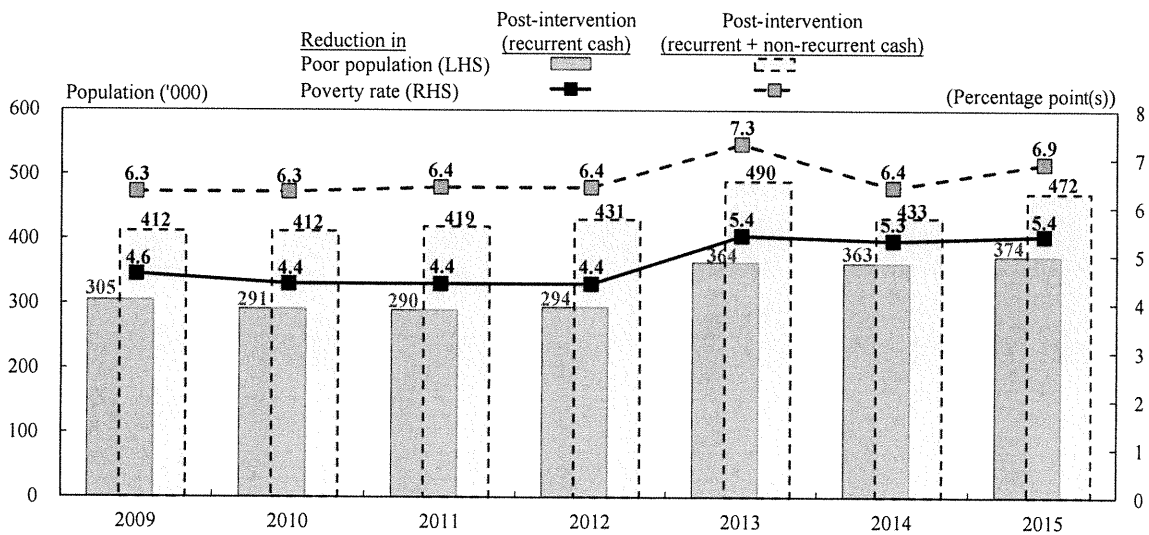 Post-intervention Post-intervention
Reduction in (recurrent cash) (recurrent + non-recurrent cash)
Poor population (LHS)
Poverty rate (RHS)
Population ('000) (Percentage point(s))
600 8
7.3
6.9
500 6.3 6.3 6.4 6.4 490 6.4 472 7
412 412 419 431 433 6
400 5.4 5.3 5.4
4.6 4.4 4.4 4.4 364 363 374 5
305 291 290 294
300 4
200 3
2
100 1
0 0
2009 2010 2011 2012 2013 2014 2015